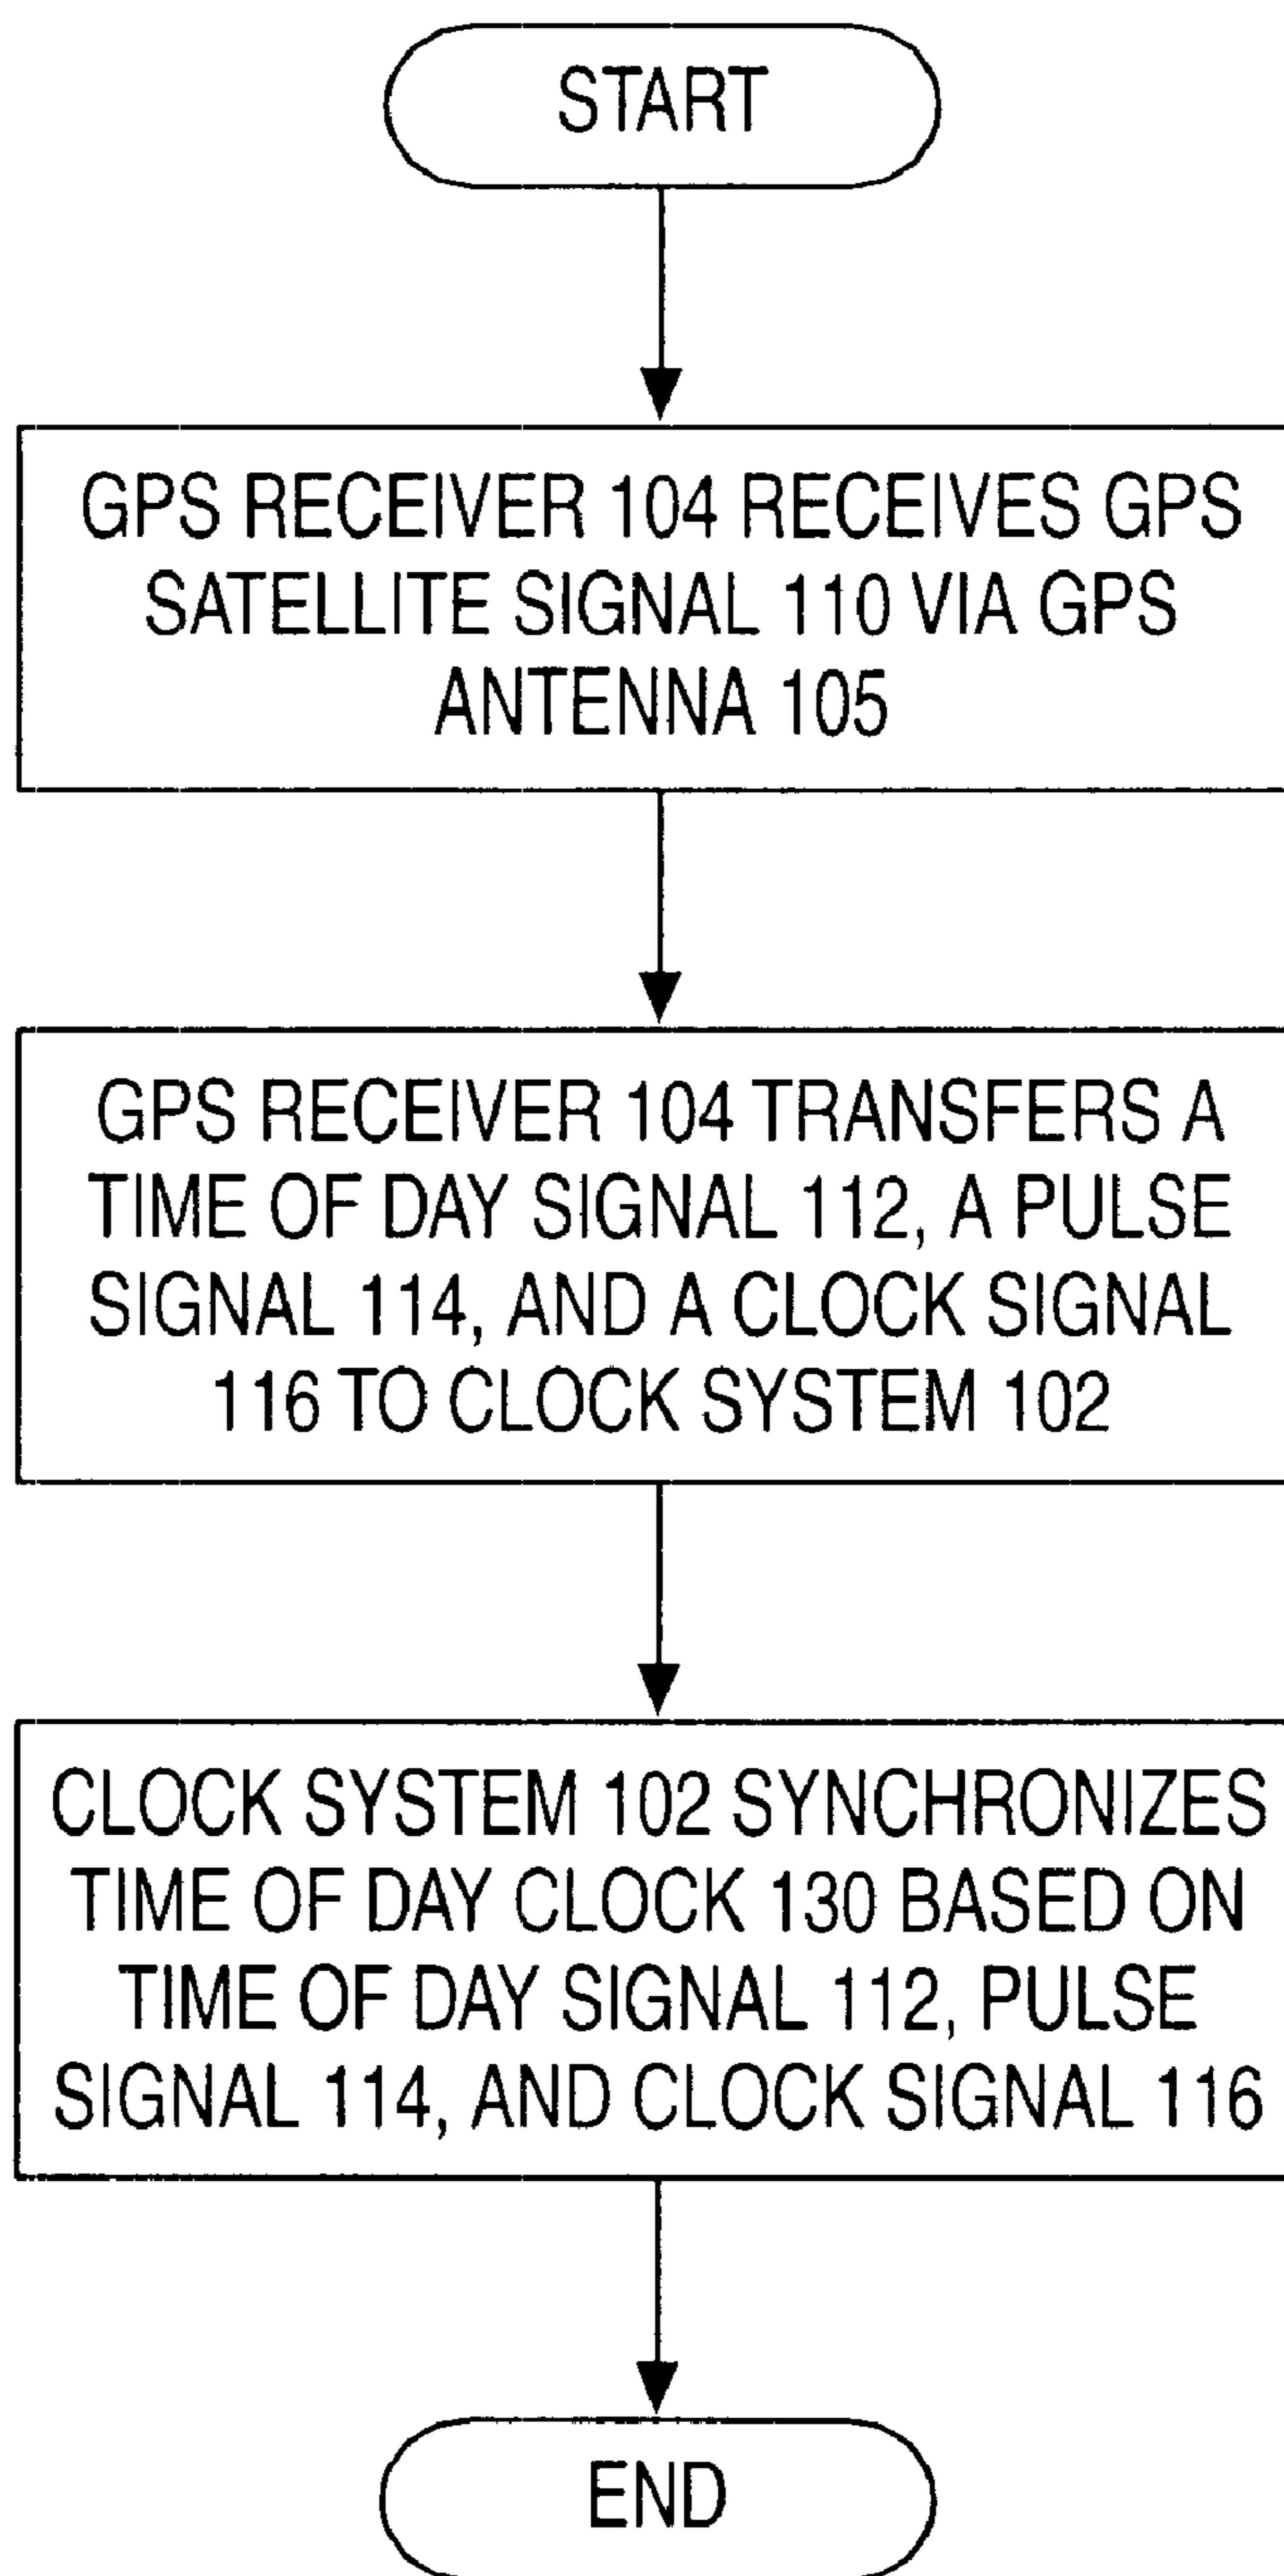 START
GPS RECEIVER 104 RECEIVES GPS
SATELLITE SIGNAL 110 VIA GPS
ANTENNA 105
GPS RECEIVER 104 TRANSFERS A
TIME OF DAY SIGNAL 112, A PULSE
SIGNAL 114, AND A CLOCK SIGNAL
116 TO CLOCK SYSTEM 102
CLOCK SYSTEM 102 SYNCHRONIZES
TIME OF DAY CLOCK 130 BASED ON
TIME OF DAY SIGNAL 112, PULSE
SIGNAL 114, AND CLOCK SIGNAL 116
END